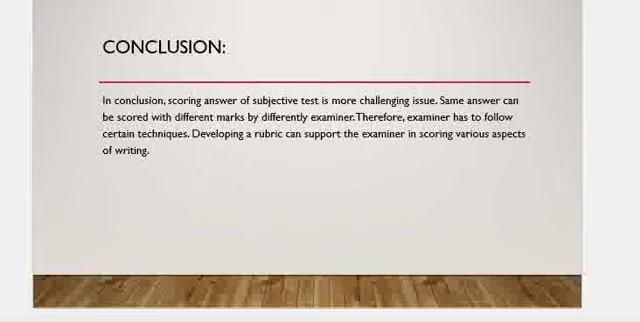 CONCLUSION:
In conclusion, scoring answer of subjective test is more challenging issue. Same answer can
be scored with different marks by differently examiner. Therefore, examiner has to follow
certain techniques. Developing a rubric can support the examiner in scoring various aspects
of writing.